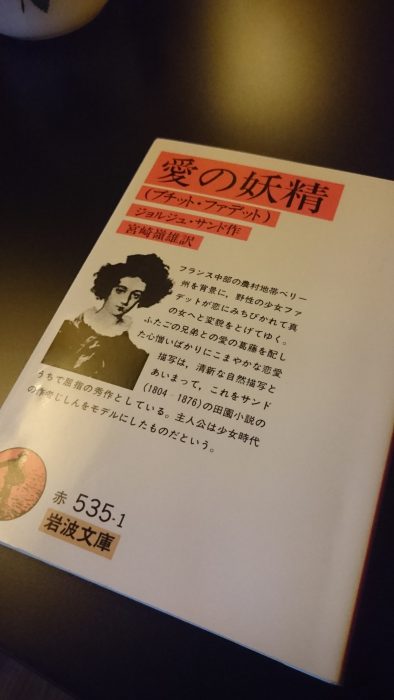 愛の妖精
(プチット・ファデット)
ジョルジュ・サンド作
宮崎嶺雄訳
フランス中部の農村地帯ベリー
州を背景に，野性の少女ファ
デットが恋にみちびかれて真
の女へと変貌をとげてゆく。
ふたごの兄弟との愛の葛藤を配し
た心憎いばかりにこまやかな恋愛
描写は，清新な自然描写と
あいまって，これをサンド
(1804–1876)の田園小説の
うちで屈指の秀作としている。主人公は少女時代
の作者じしんをモデルにしたものだという。
赤 535-1
岩波文庫